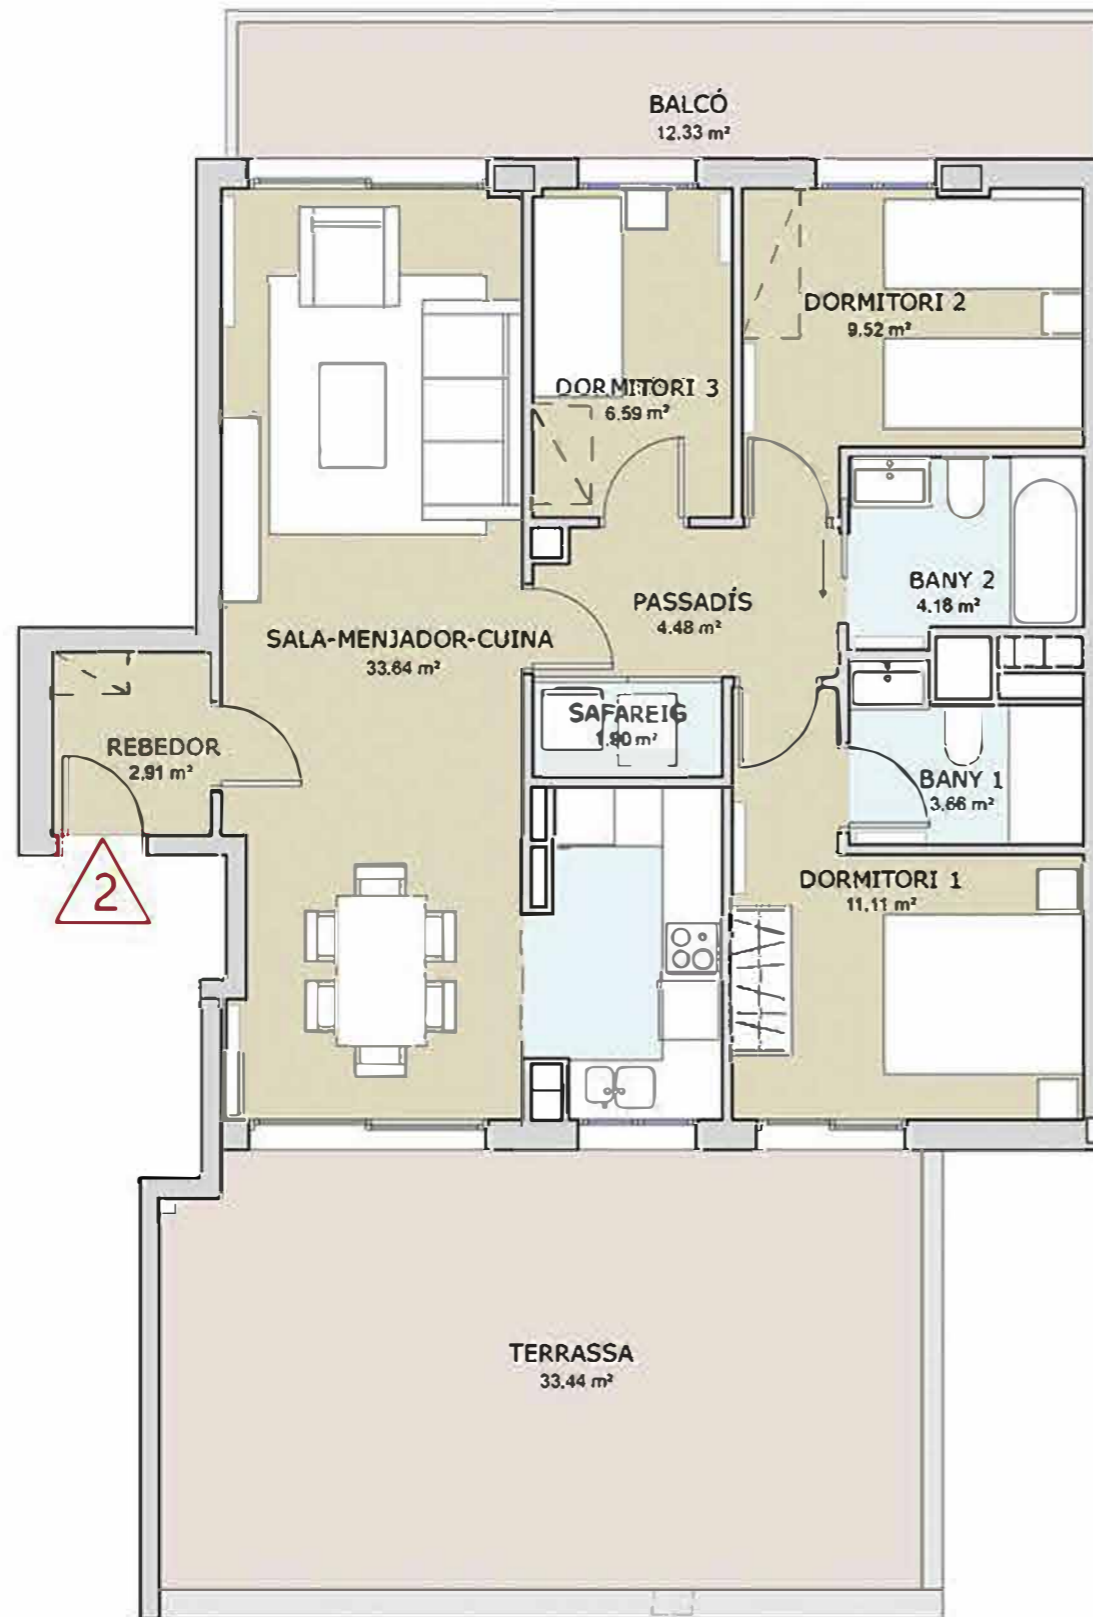 BALCÓ
12.33 m²
DORMITORI 2
9.52 m²
DORMITORI 3
6.59 m²
BANY 2
4.18 m²
PASSADÍS
4.48 m²
SALA-MENJADOR-CUINA
33.64 m²
SAFAREIG
1.90 m²
REBEDOR
2,91 m²
BANY 1
3.66 m²
2
DORMITORI 1
11,11 m²
TERRASSA
33.44 m²